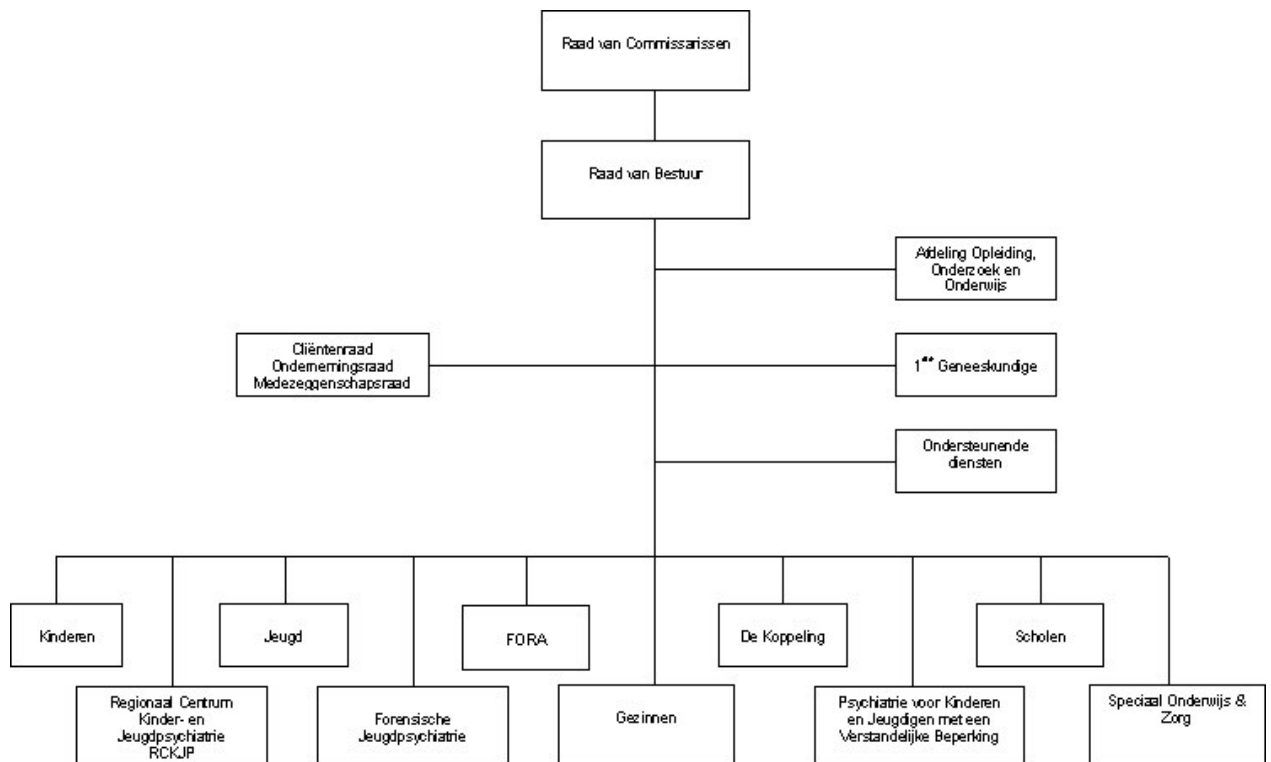 Raad van Commissarissen
Raad van Bestuur
Afdeling Opleiding,
Onderzoek en
Onderwijs
Cliëntenraad
Ondernemingsraad
Medezeggenschapsraad
1ste Geneeskundige
Ondersteunende
diensten
Kinderen
Jeugd
FORA
De Koppeling
Scholen
Regionaal Centrum
Kinder- en
Jeugdpsychiatrie
RCKJP
Forensische
Jeugdpsychiatrie
Gezinnen
Psychiatrie voor Kinderen
en Jeugdigen met een
Verstandelijke Beperking
Speciaal Onderwijs &
Zorg